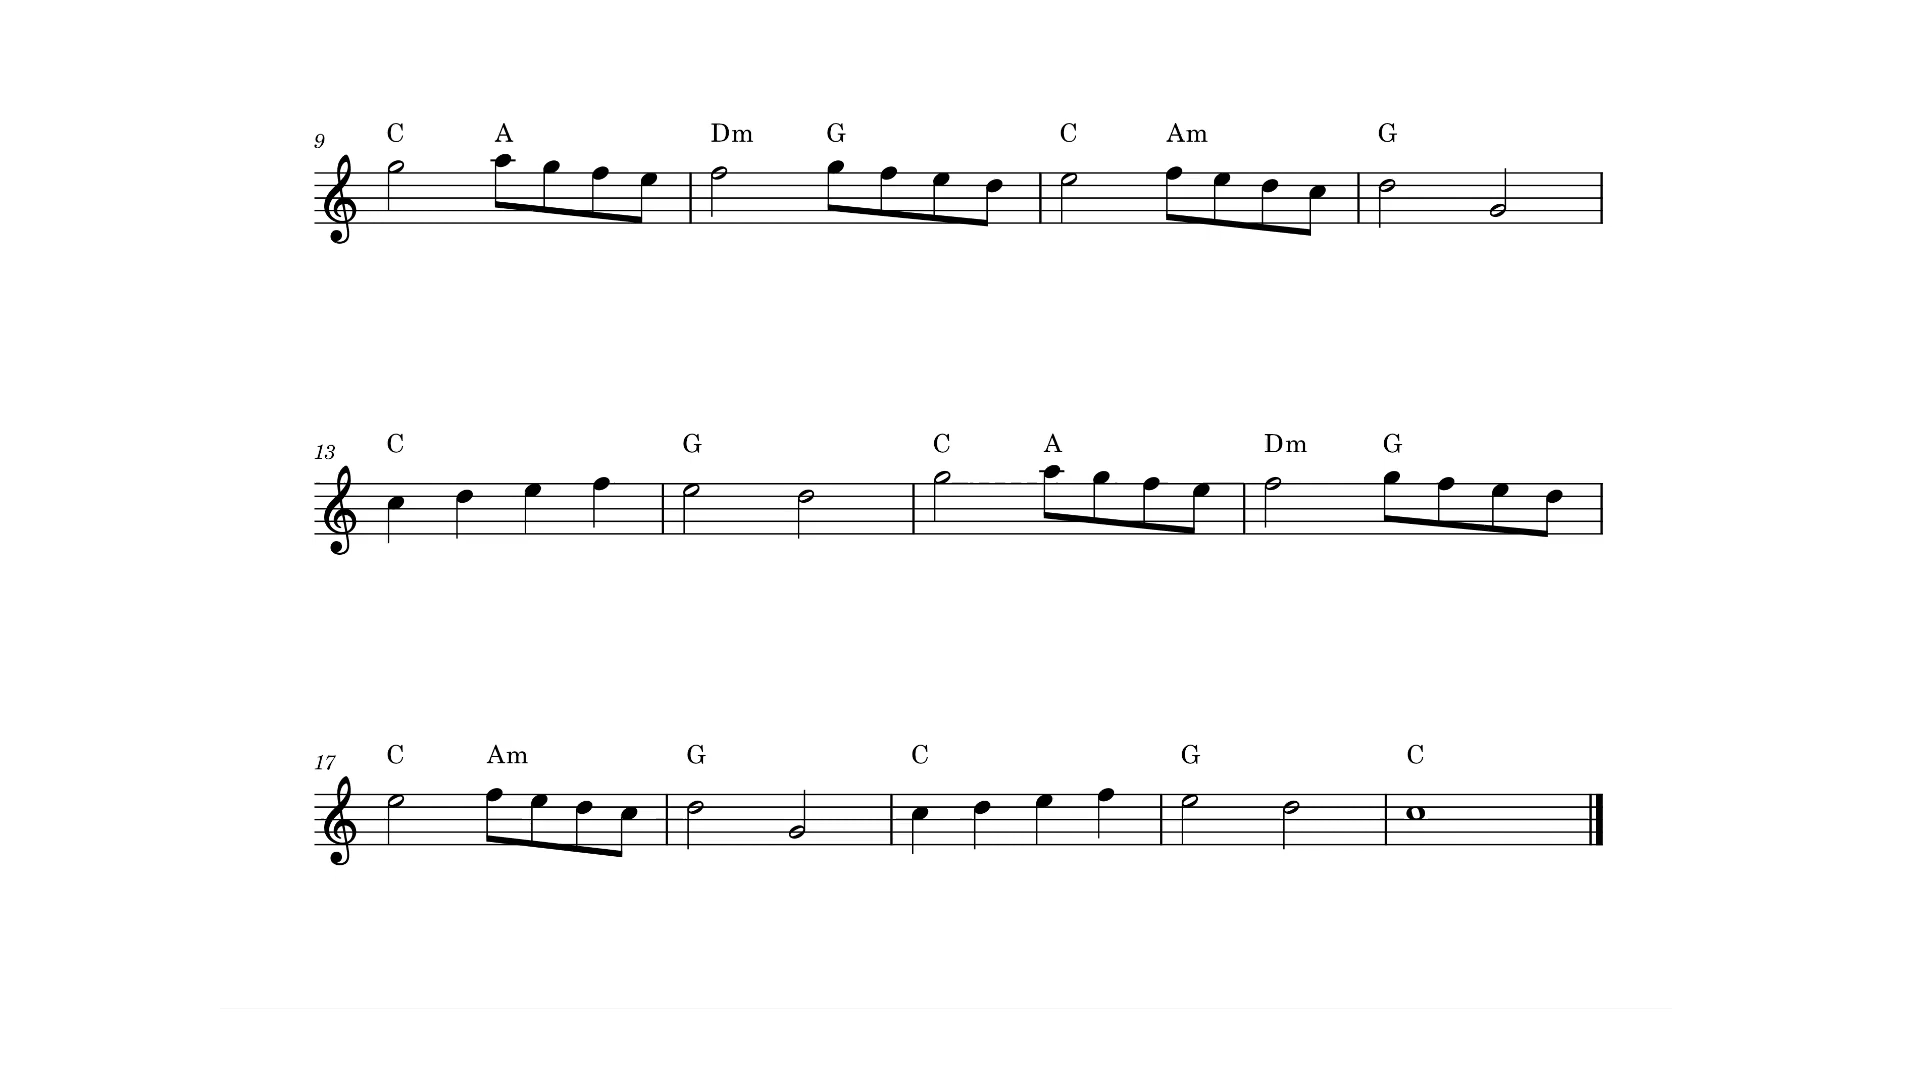 C A Dm G C Am G
9
C G C A Dm G
13
C Am G C G C
17